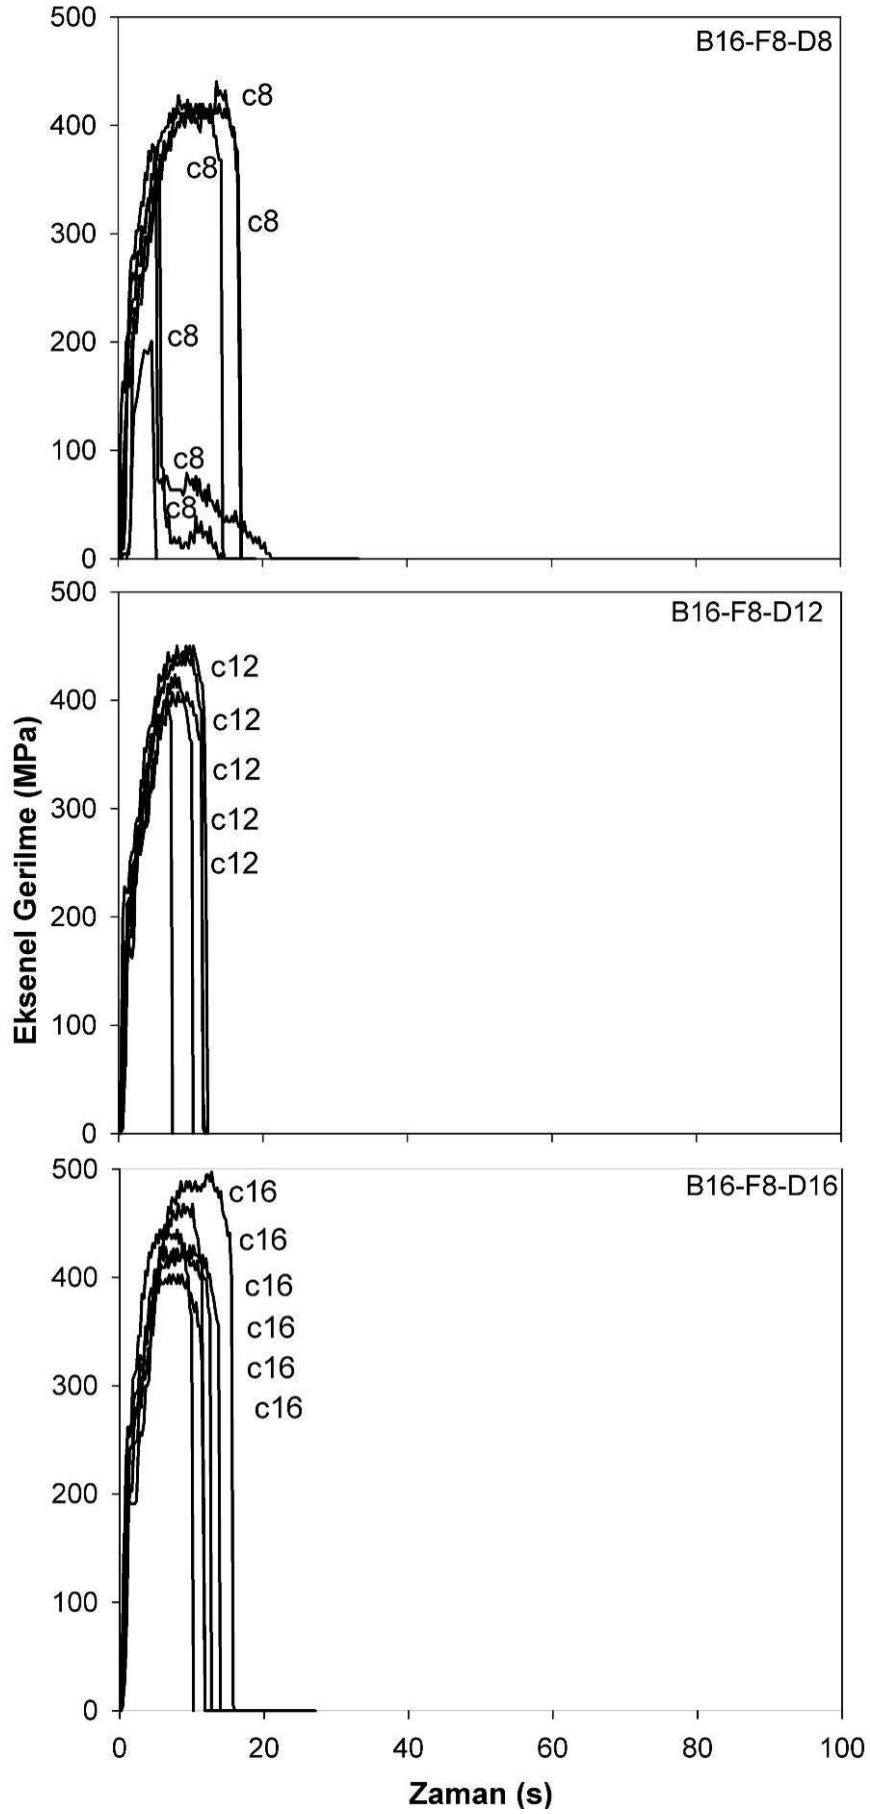 500
B16-F8-D8
c8
400
c8
c8
300
c8
200
c8
100
c8
0
500
B16-F8-D12
c12
400
c12
c12
300
c12
c12
200
100
0
Eksenel Gerilme (MPa)
500
B16-F8-D16
c16
c16
400
c16
c16
c16
300
c16
200
100
0
0 20 40 60 80 100
Zaman (s)